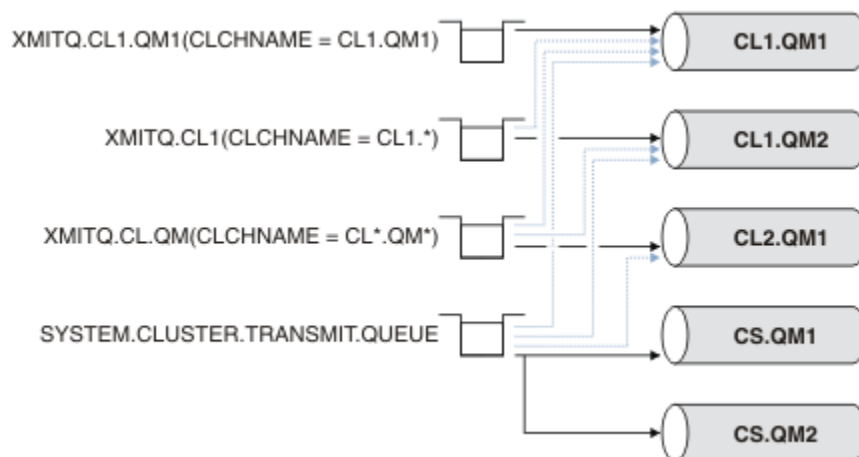 XMITQ.CL1.QM1(CLCHNAME = CL1.QM1) CL1.QM1
XMITQ.CL1(CLCHNAME = CL1.*) CL1.QM2
XMITQ.CL.QM(CLCHNAME = CL*.QM*) CL2.QM1
SYSTEM.CLUSTER.TRANSMIT.QUEUE CS.QM1
CS.QM2